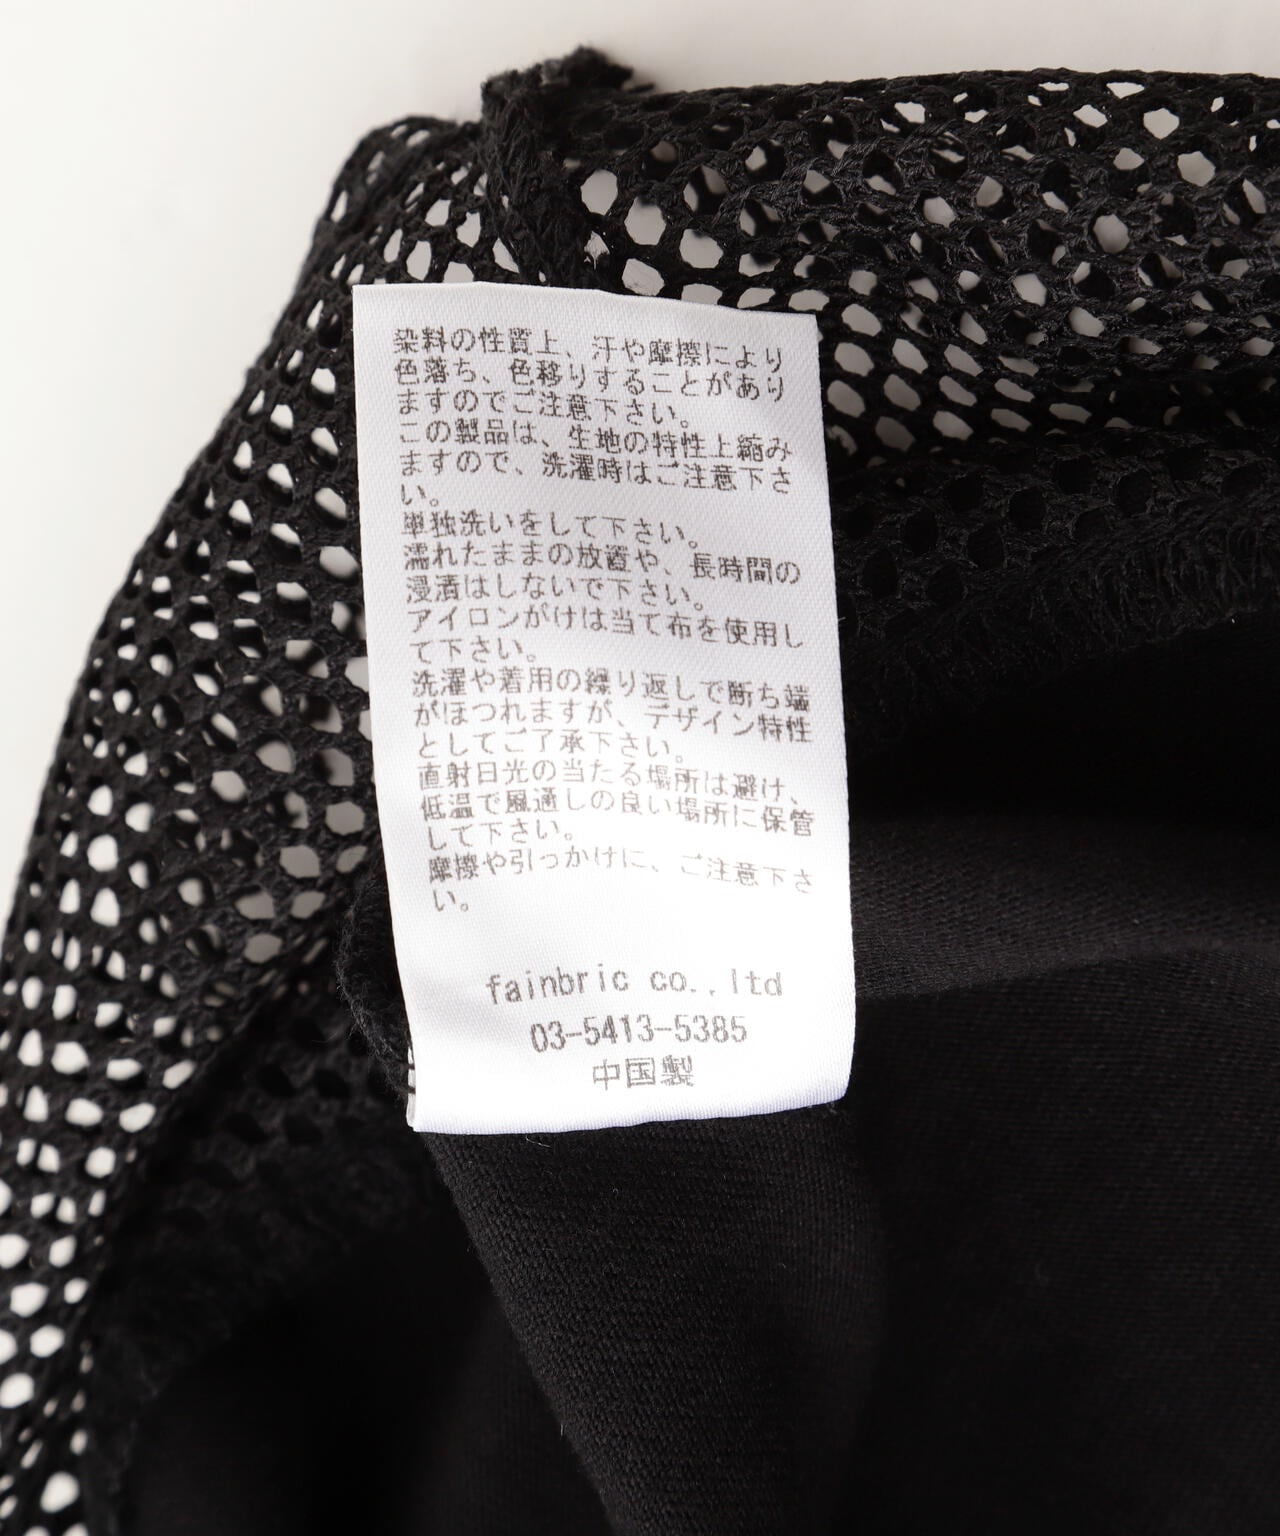 染料の性質上、汗や摩擦により
色落ち、色移りすることがあり
ますのでご注意下さい。
この製品は、生地の特性上縮み
ますので、洗濯時はご注意下さ
い。
単独洗いをして下さい。
濡れたままの放置や、長時間の
浸漬はしないで下さい。
アイロンがけは当て布を使用し
て下さい。
洗濯や着用の繰り返しで断ち端
がほつれますが、デザイン特性
としてご了承下さい。
直射日光の当たる場所は避け、
低温で風通しの良い場所に保管
して下さい。
摩擦や引っかけに、ご注意下さ
い。
fainbric co.,ltd
03-5413-5385
中国製